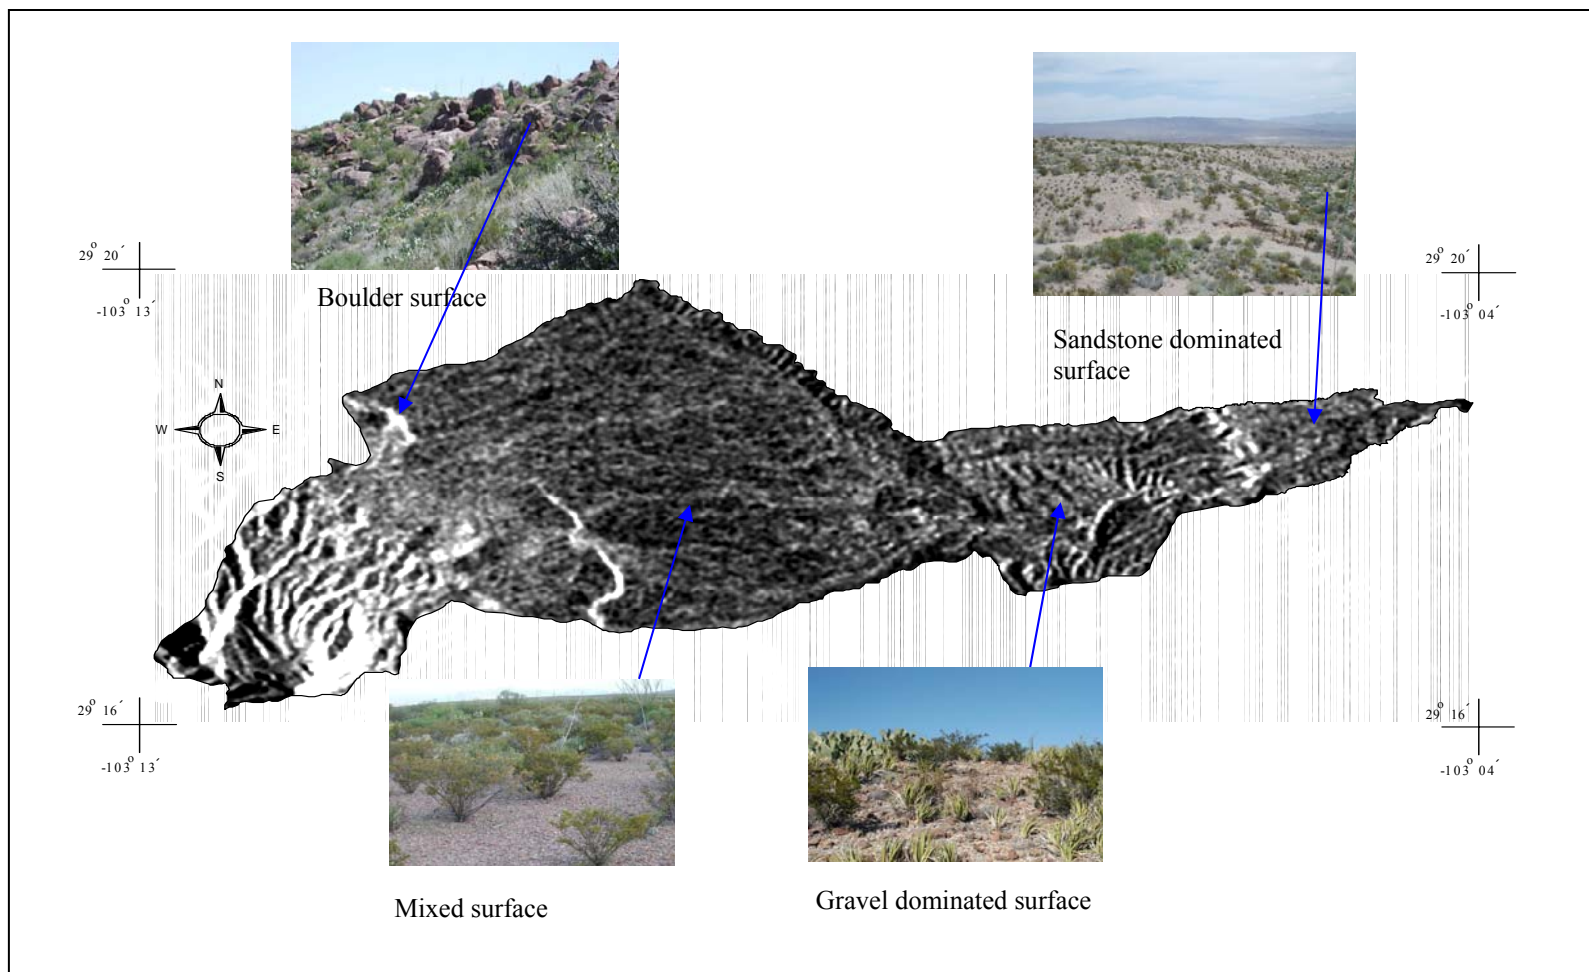 29° 20´
-103° 13´
29° 20´
-103° 04´
Boulder surface
Sandstone dominated
surface
N
W
E
S
29° 16´
-103° 13´
29° 16´
-103° 04´
Mixed surface
Gravel dominated surface